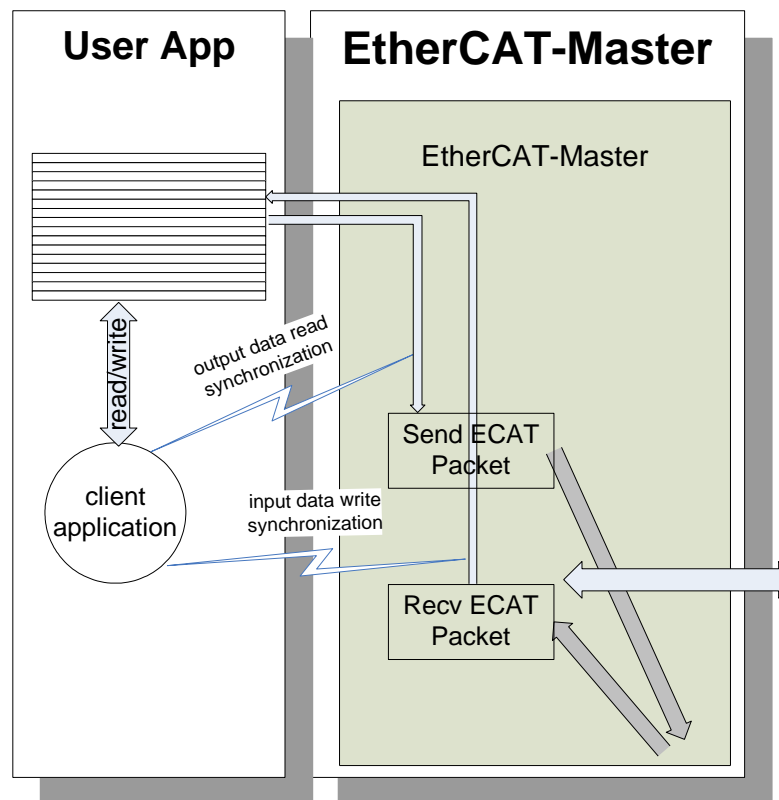 User App
EtherCAT-Master
EtherCAT-Master
read/write
output data read
synchronization
Send ECAT
Packet
client
application
input data write
synchronization
Recv ECAT
Packet